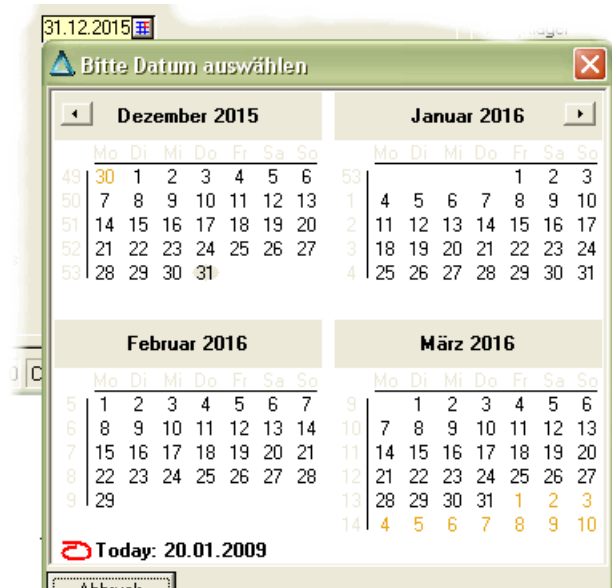 31.12.2015
Bitte Datum auswählen
Dezember 2015
Mo Di Mi Do Fr Sa So
49 30 1 2 3 4 5 6
50 7 8 9 10 11 12 13
51 14 15 16 17 18 19 20
52 21 22 23 24 25 26 27
53 28 29 30 31
Januar 2016
Mo Di Mi Do Fr Sa So
53 1 2 3
1 4 5 6 7 8 9 10
2 11 12 13 14 15 16 17
3 18 19 20 21 22 23 24
4 25 26 27 28 29 30 31
Februar 2016
Mo Di Mi Do Fr Sa So
5 1 2 3 4 5 6 7
6 8 9 10 11 12 13 14
7 15 16 17 18 19 20 21
8 22 23 24 25 26 27 28
9 29
März 2016
Mo Di Mi Do Fr Sa So
9 1 2 3 4 5 6
10 7 8 9 10 11 12 13
11 14 15 16 17 18 19 20
12 21 22 23 24 25 26 27
13 28 29 30 31 1 2 3
14 4 5 6 7 8 9 10
Today: 20.01.2009